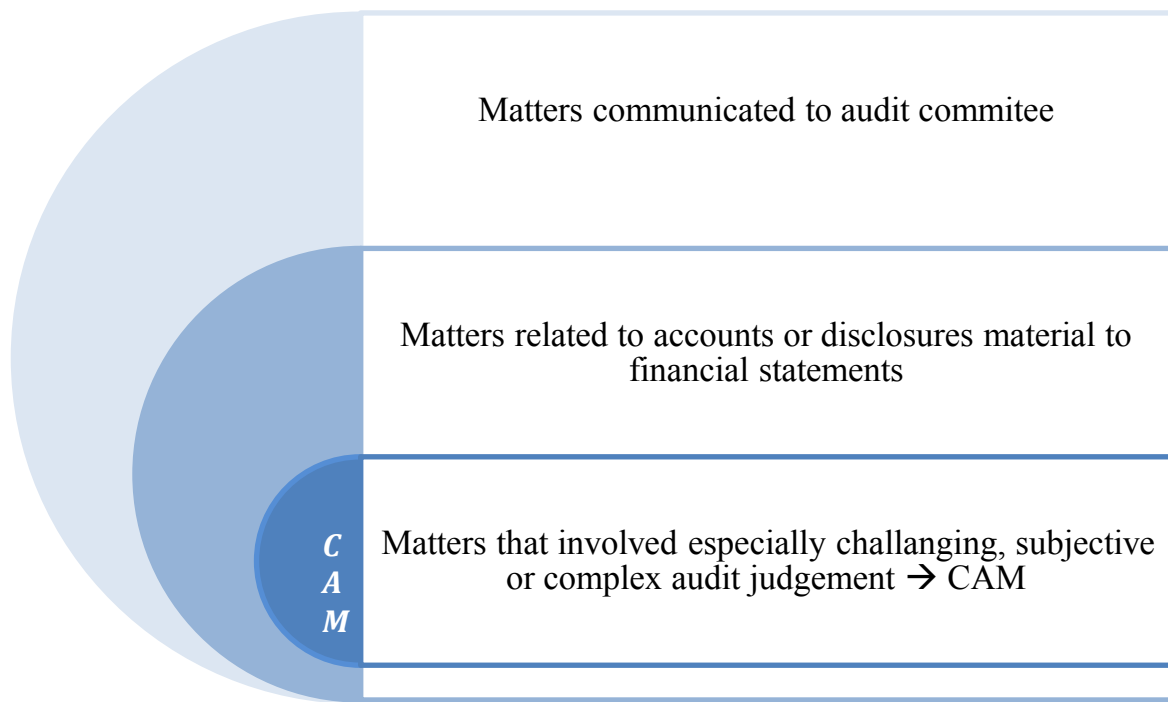 Matters communicated to audit commitee
Matters related to accounts or disclosures material to
financial statements
C
A
M
Matters that involved especially challanging, subjective
or complex audit judgement → CAM